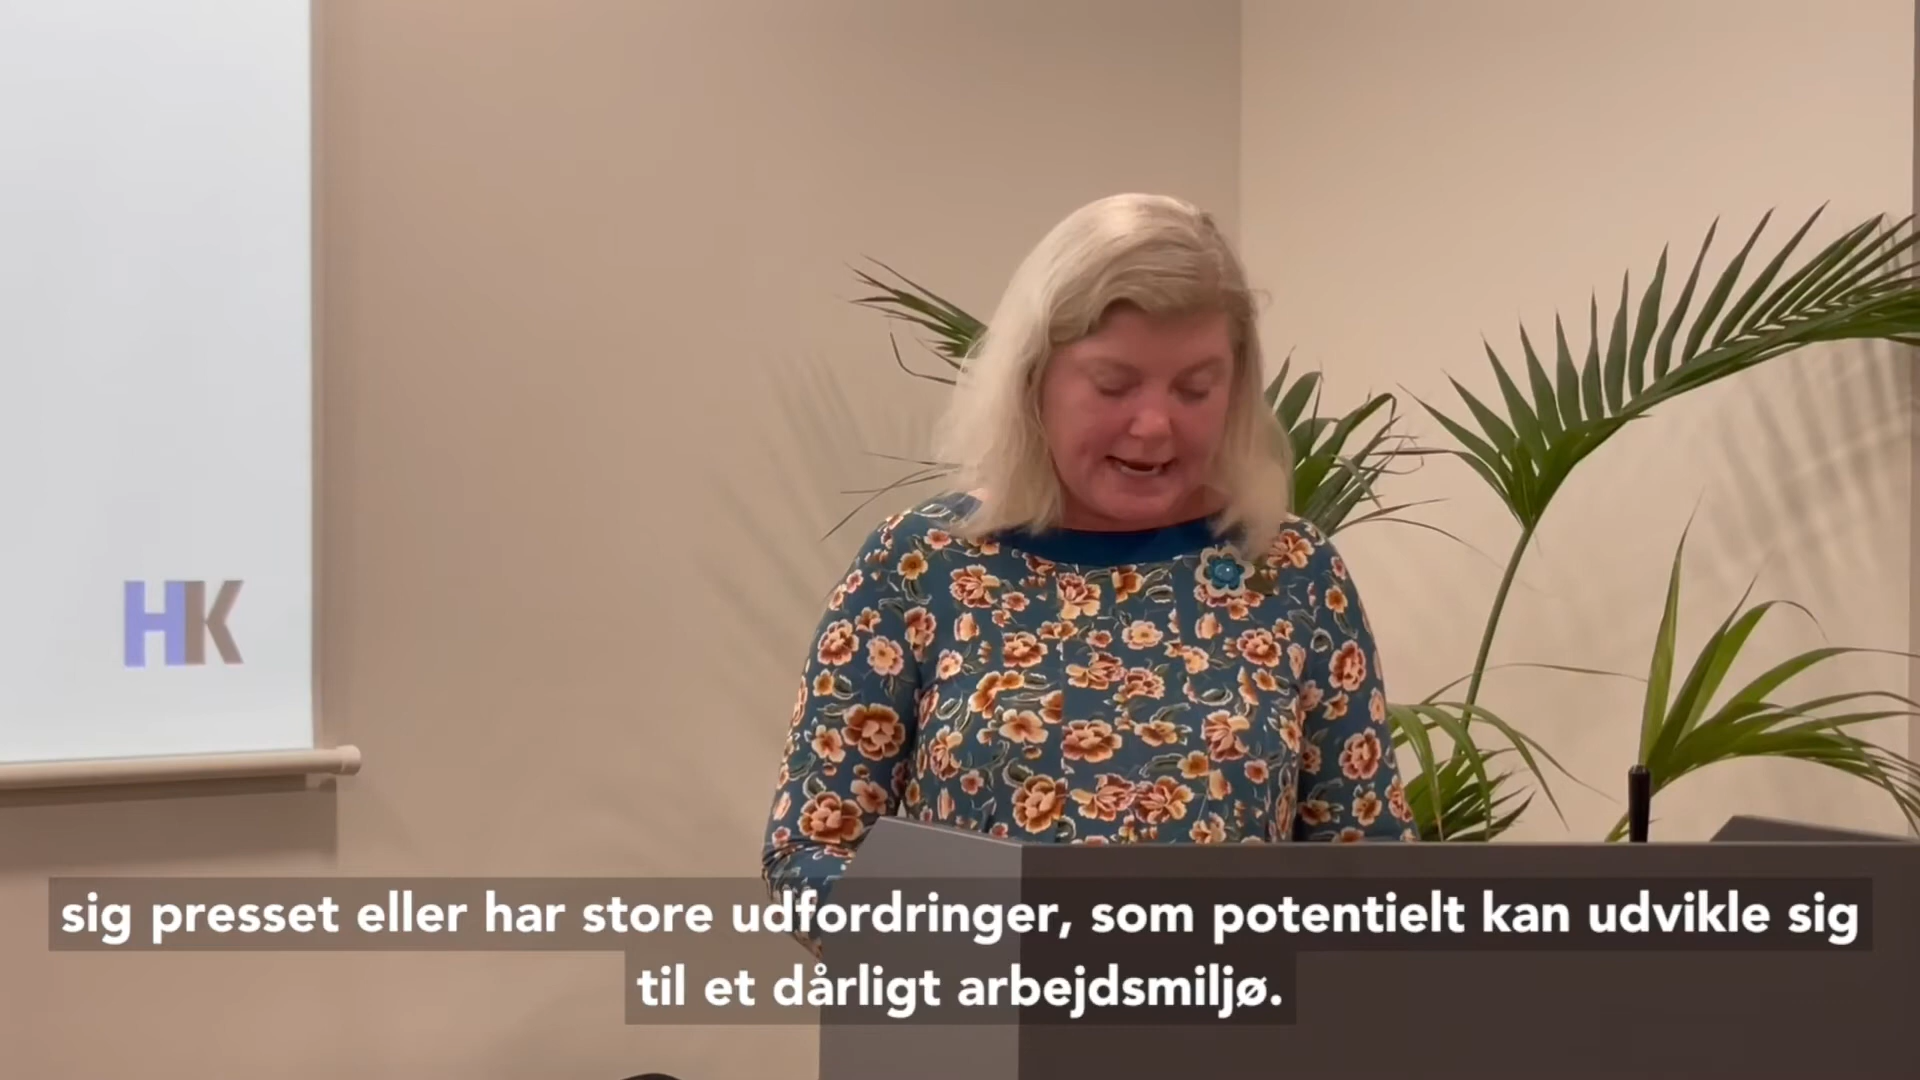 HK
sig presset eller har store udfordringer, som potentielt kan udvikle sig
til et dårligt arbejdsmiljø.